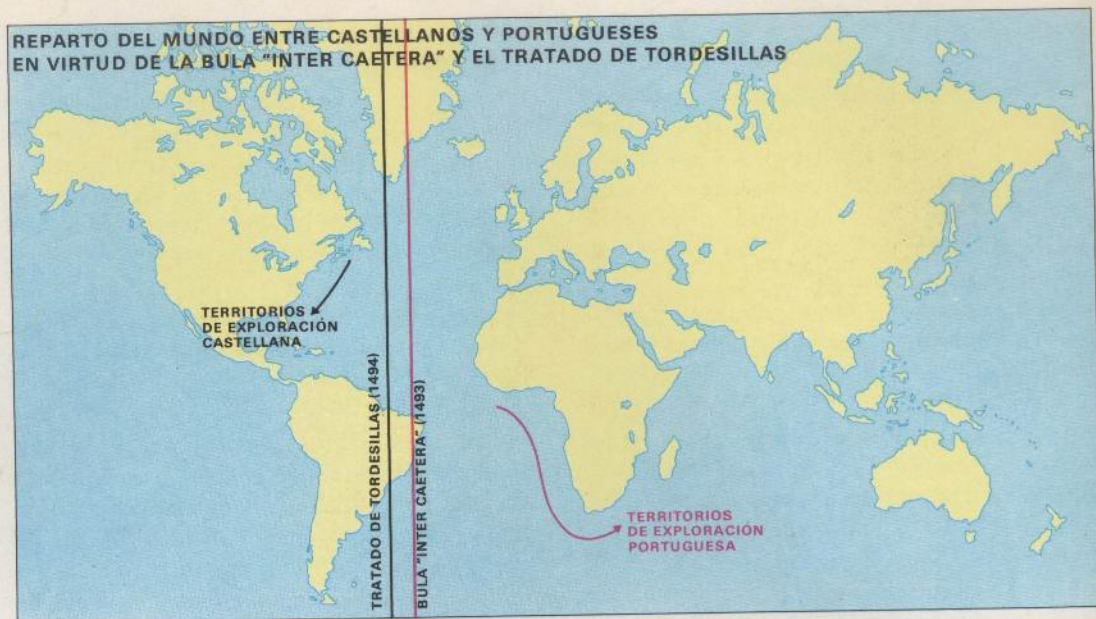 REPARTO DEL MUNDO ENTRE CASTELLANOS Y PORTUGUESES
EN VIRTUD DE LA BULA "INTER CAETERA" Y EL TRATADO DE TORDESILLAS
TERRITORIOS
DE EXPLORACIÓN
CASTELLANA
TRATADO DE TORDESILLAS (1494)
BULA "INTER CAETERA" (1493)
TERRITORIOS
DE EXPLORACIÓN
PORTUGUESA